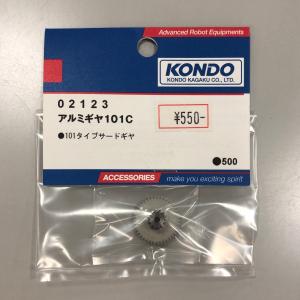 Advanced Robot Equipments
KONDO
KONDO KAGAKU CO., LTD.
02123
アルミギヤ101C
¥550-
●101タイプサードギヤ
●500
ACCESSORIES
make you exciting spirit